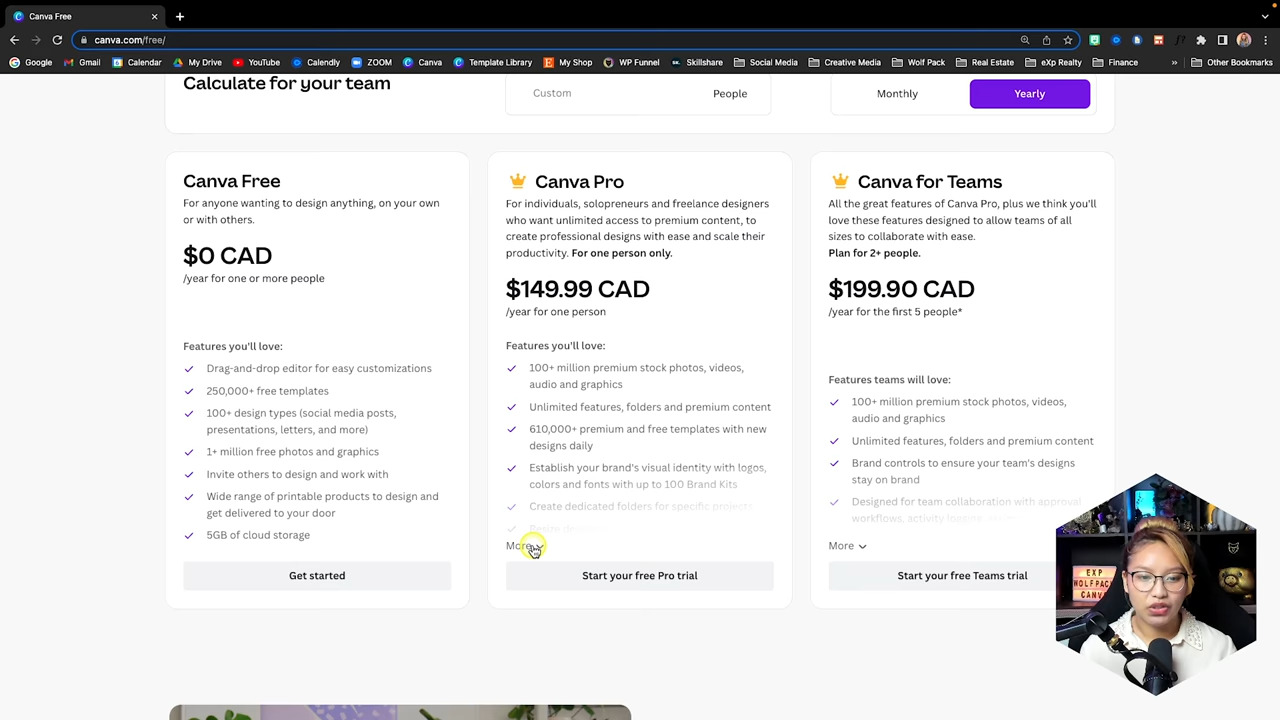 Canva Free
canva.com/free/
Google
Gmail
Calendar
My Drive
YouTube
Calendly
ZOOM
Canva
Template Library
My Shop
WP Funnel
Skillshare
Social Media
Creative Media
Wolf Pack
Real Estate
eXp Realty
Finance
»
Other Bookmarks
Calculate for your team
Custom
People
Monthly
Yearly
Canva Free
For anyone wanting to design anything, on your own
or with others.
$0 CAD
/year for one or more people
Features you'll love:
Drag-and-drop editor for easy customizations
250,000+ free templates
100+ design types (social media posts,
presentations, letters, and more)
1+ million free photos and graphics
Invite others to design and work with
Wide range of printable products to design and
get delivered to your door
5GB of cloud storage
Get started
Canva Pro
For individuals, solopreneurs and freelance designers
who want unlimited access to premium content, to
create professional designs with ease and scale their
productivity. For one person only.
$149.99 CAD
/year for one person
Features you'll love:
100+ million premium stock photos, videos,
audio and graphics
Unlimited features, folders and premium content
610,000+ premium and free templates with new
designs daily
Establish your brand's visual identity with logos,
colors and fonts with up to 100 Brand Kits
Create dedicated folders for specific projects
Resize
More
Start your free Pro trial
Canva for Teams
All the great features of Canva Pro, plus we think you'll
love these features designed to allow teams of all
sizes to collaborate with ease.
Plan for 2+ people.
$199.90 CAD
/year for the first 5 people*
Features teams will love:
100+ million premium stock photos, videos,
audio and graphics
Unlimited features, folders and premium content
Brand controls to ensure your team's designs
stay on brand
Designed for team collaboration with approval
workflows, activity
More
Start your free Teams trial
EXP
WOLFPACK
CANVA